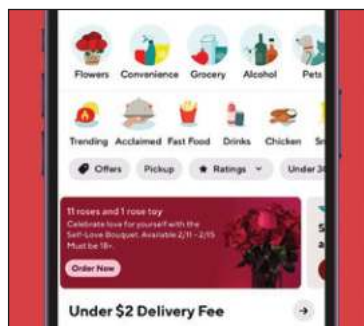 Flowers Convenience Grocery Alcohol Pets
Trending Acclaimed Fast Food Drinks Chicken
Offers Pickup Ratings Under 30
11 roses and 1 rose toy
Celebrate love for yourself with the
Self-Love Bouquet. Available 2/11 - 2/15
Must be 18+.
Order Now
Under $2 Delivery Fee